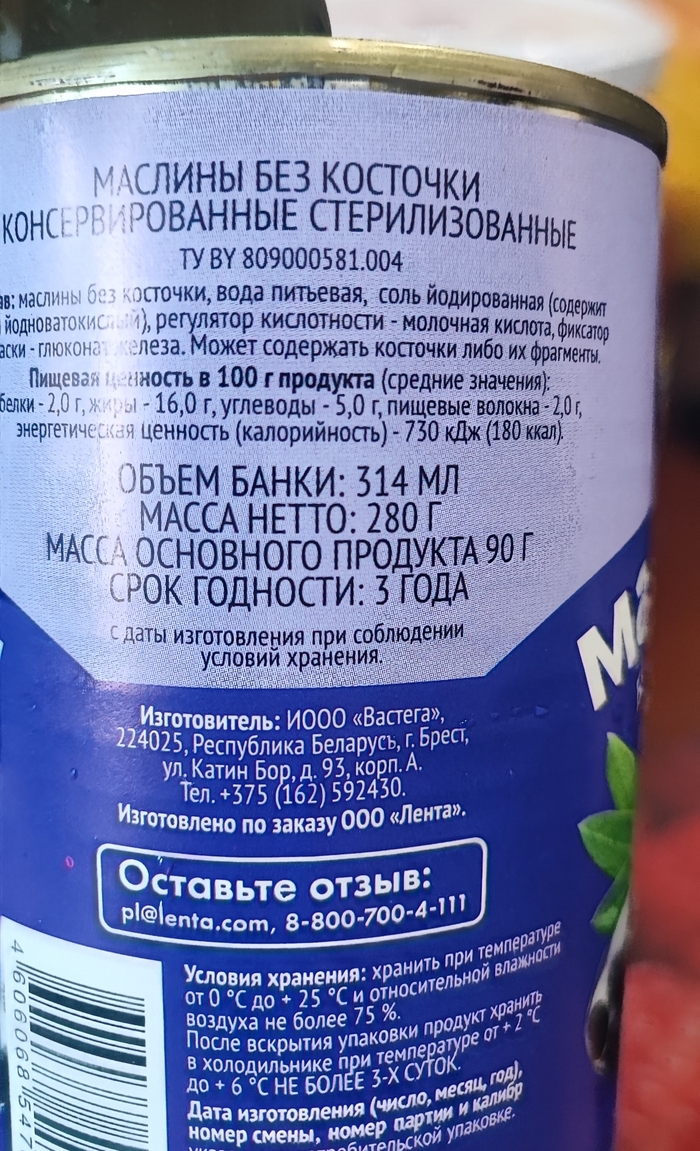 МАСЛИНЫ БЕЗ КОСТОЧКИ
КОНСЕРВИРОВАННЫЕ СТЕРИЛИЗОВАННЫЕ
ТУ BY 809000581.004
маслины без косточки, вода питьевая, соль йодированная (содержит
йодноватокислый), регулятор кислотности - молочная кислота, фиксатор
- глюконат железа. Может содержать косточки либо их фрагменты.
Пищевая ценность в 100 г продукта (средние значения):
белки - 2,0 г, жиры - 16,0 г, углеводы - 5,0 г, пищевые волокна - 2,0 г,
энергетическая ценность (калорийность) - 730 кДж (180 ккал).
ОБЪЕМ БАНКИ: 314 МЛ
МАССА НЕТТО: 280 Г
МАССА ОСНОВНОГО ПРОДУКТА 90 Г
СРОК ГОДНОСТИ: 3 ГОДА
с даты изготовления при соблюдении
условий хранения.
Изготовитель: ИООО «Вастега»,
224025, Республика Беларусь, г. Брест,
ул. Катин Бор, д. 93, корп. А.
Тел. +375 (162) 592430.
Изготовлено по заказу ООО «Лента».
Оставьте отзыв:
pl@lenta.com, 8-800-700-4-111
Условия хранения: хранить при температуре
от 0 °С до + 25 °С и относительной влажности
воздуха не более 75 %.
После вскрытия упаковки продукт хранить
в холодильнике при температуре от + 2 °С
до + 6 °С НЕ БОЛЕЕ 3-Х СУТОК.
Дата изготовления (число, месяц, год),
номер смены, номер партии и калибр
упаковке.
4 606068 547